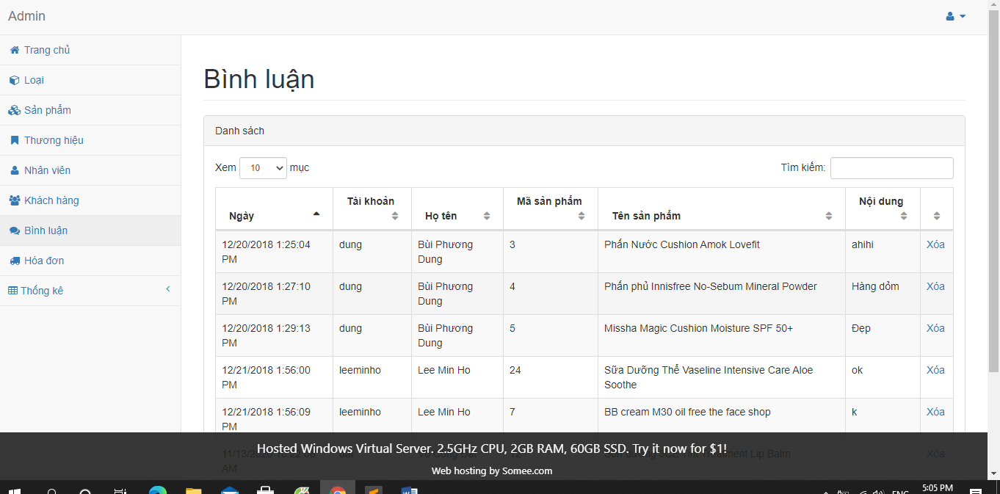 Admin
Trang chủ
Loại
Sản phẩm
Thương hiệu
Nhân viên
Khách hàng
Bình luận
Hóa đơn
Thống kê
Bình luận
Danh sách
Xem 10 mục
Tìm kiếm:
Ngày Tài khoản Họ tên Mã sản phẩm Tên sản phẩm Nội dung
12/20/2018 1:25:04 dung Bùi Phương 3 Phấn Nước Cushion Amok Lovefit ahihi Xóa
PM Dung
12/20/2018 1:27:10 dung Bùi Phương 4 Phấn phủ Innisfree No-Sebum Mineral Powder Hàng dỏm Xóa
PM Dung
12/20/2018 1:29:13 dung Bùi Phương 5 Missha Magic Cushion Moisture SPF 50+ Đẹp Xóa
PM Dung
12/21/2018 1:56:00 leeminho Lee Min Ho 24 Sữa Dưỡng Thể Vaseline Intensive Care Aloe ok Xóa
PM Soothe
12/21/2018 1:56:09 leeminho Lee Min Ho 7 BB cream M30 oil free the face shop k Xóa
PM
Hosted Windows Virtual Server. 2.5GHz CPU, 2GB RAM, 60GB SSD. Try it now for $1!
12 Treatment Lip Balm Xóa
AM
Web hosting by Somee.com
ENG
5:05 PM